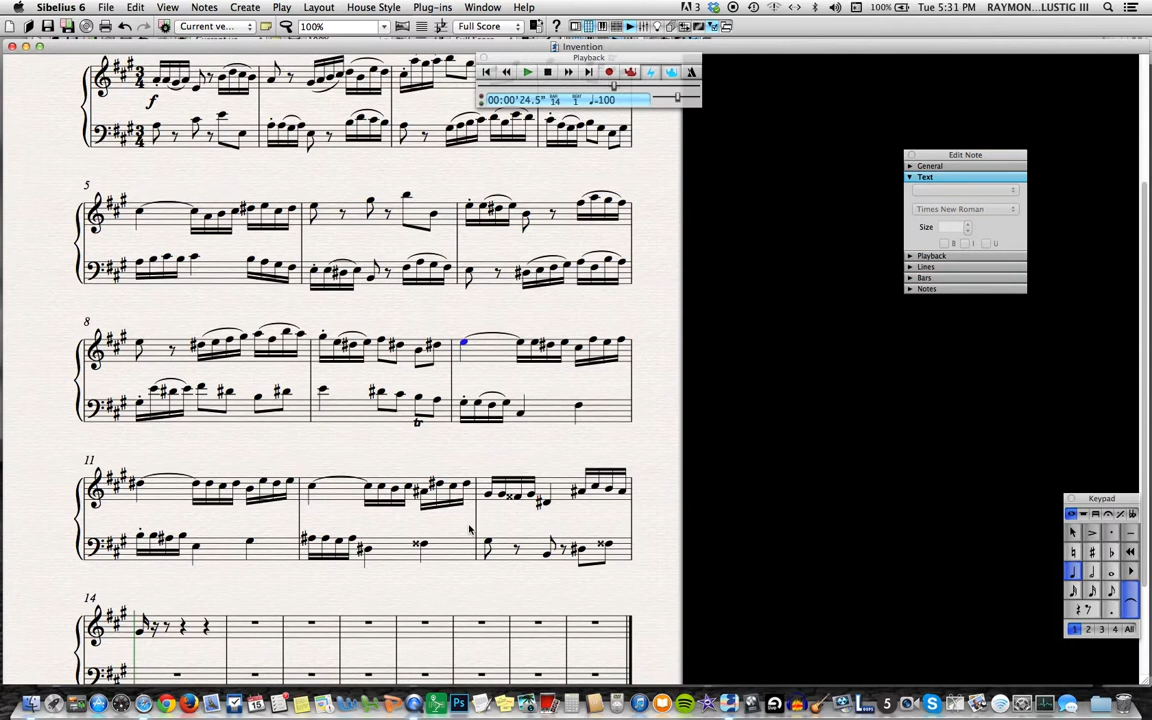 Sibelius 6 File Edit View Notes Create Play Layout House Style Plug-ins Window Help 3 100% Tue 5:31 PM RAYMON...LUSTIG III
Current ve... 100% Full Score
Invention
Playback
00:00'24.5" BAR 14 BEAT 1 ♩=100
f
Edit Note
General
Text
Times New Roman
Size
B I U
Playback
Lines
Bars
Notes
5
8
tr
11
Keypad
1 2 3 4 All
14